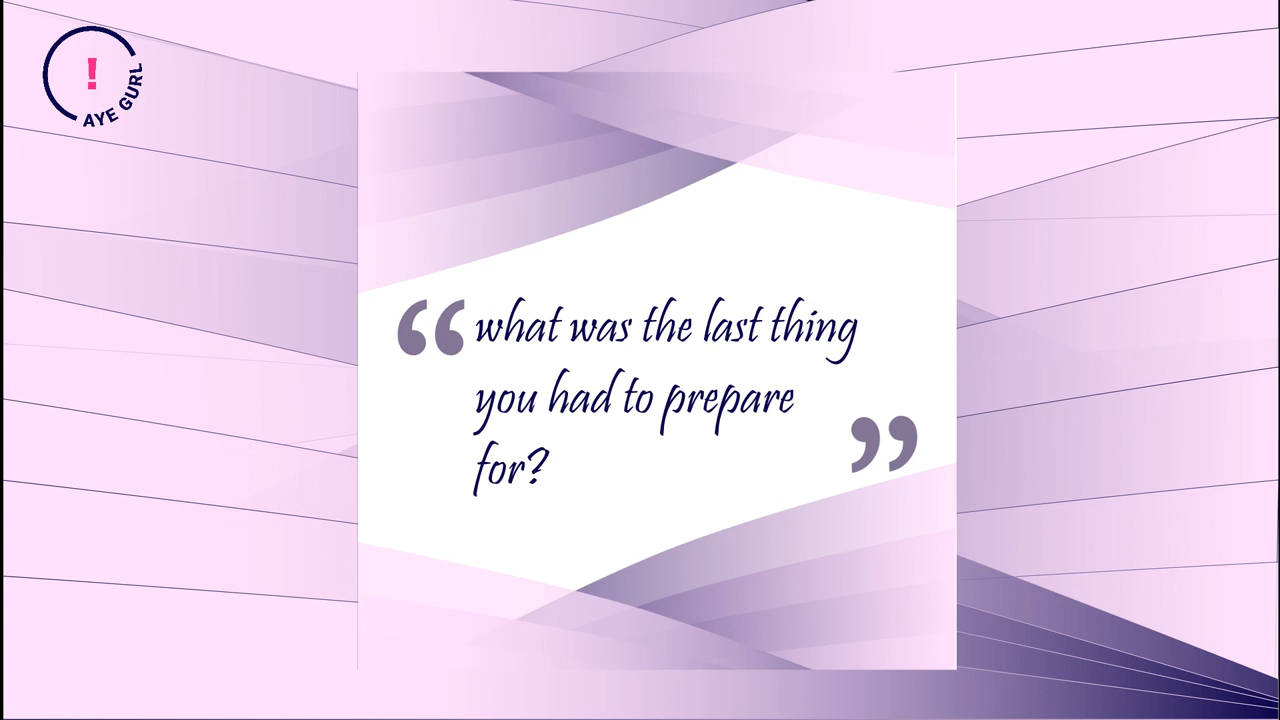 !
AYE GURL
“what was the last thing
you had to prepare
for?”